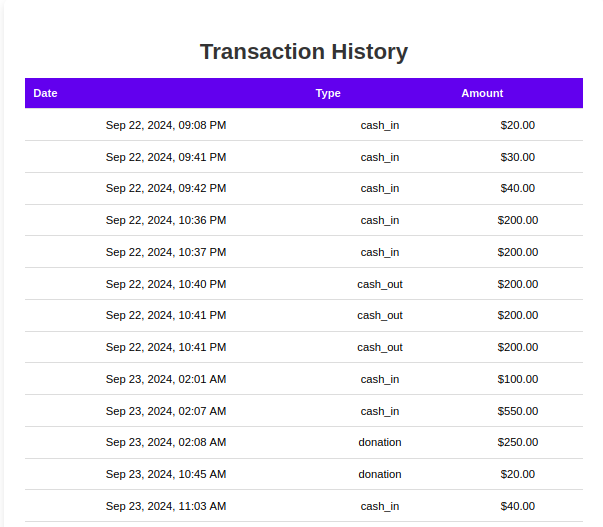 Transaction History
Date Type Amount
Sep 22, 2024, 09:08 PM cash_in $20.00
Sep 22, 2024, 09:41 PM cash_in $30.00
Sep 22, 2024, 09:42 PM cash_in $40.00
Sep 22, 2024, 10:36 PM cash_in $200.00
Sep 22, 2024, 10:37 PM cash_in $200.00
Sep 22, 2024, 10:40 PM cash_out $200.00
Sep 22, 2024, 10:41 PM cash_out $200.00
Sep 22, 2024, 10:41 PM cash_out $200.00
Sep 23, 2024, 02:01 AM cash_in $100.00
Sep 23, 2024, 02:07 AM cash_in $550.00
Sep 23, 2024, 02:08 AM donation $250.00
Sep 23, 2024, 10:45 AM donation $20.00
Sep 23, 2024, 11:03 AM cash_in $40.00